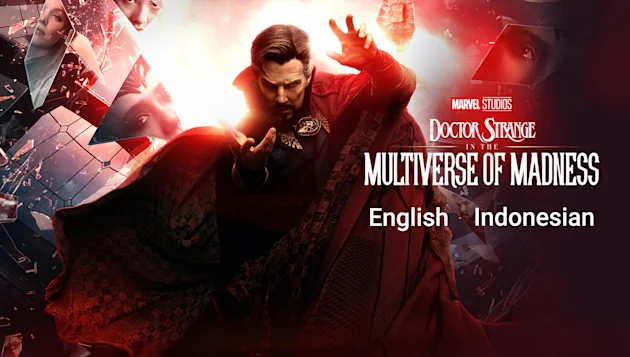 MARVEL STUDIOS
DOCTOR STRANGE
IN THE
MULTIVERSE OF MADNESS
English Indonesian